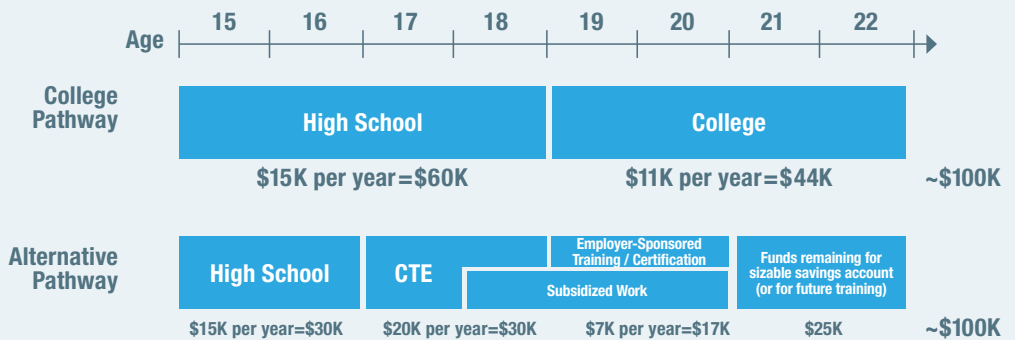 Age 15 16 17 18 19 20 21 22
College
Pathway
High School
College
$15K per year=$60K
$11K per year=$44K
~$100K
Alternative
Pathway
High School
CTE
Employer-Sponsored
Training / Certification
Subsidized Work
Funds remaining for
sizable savings account
(or for future training)
$15K per year=$30K
$20K per year=$30K
$7K per year=$17K
$25K
~$100K